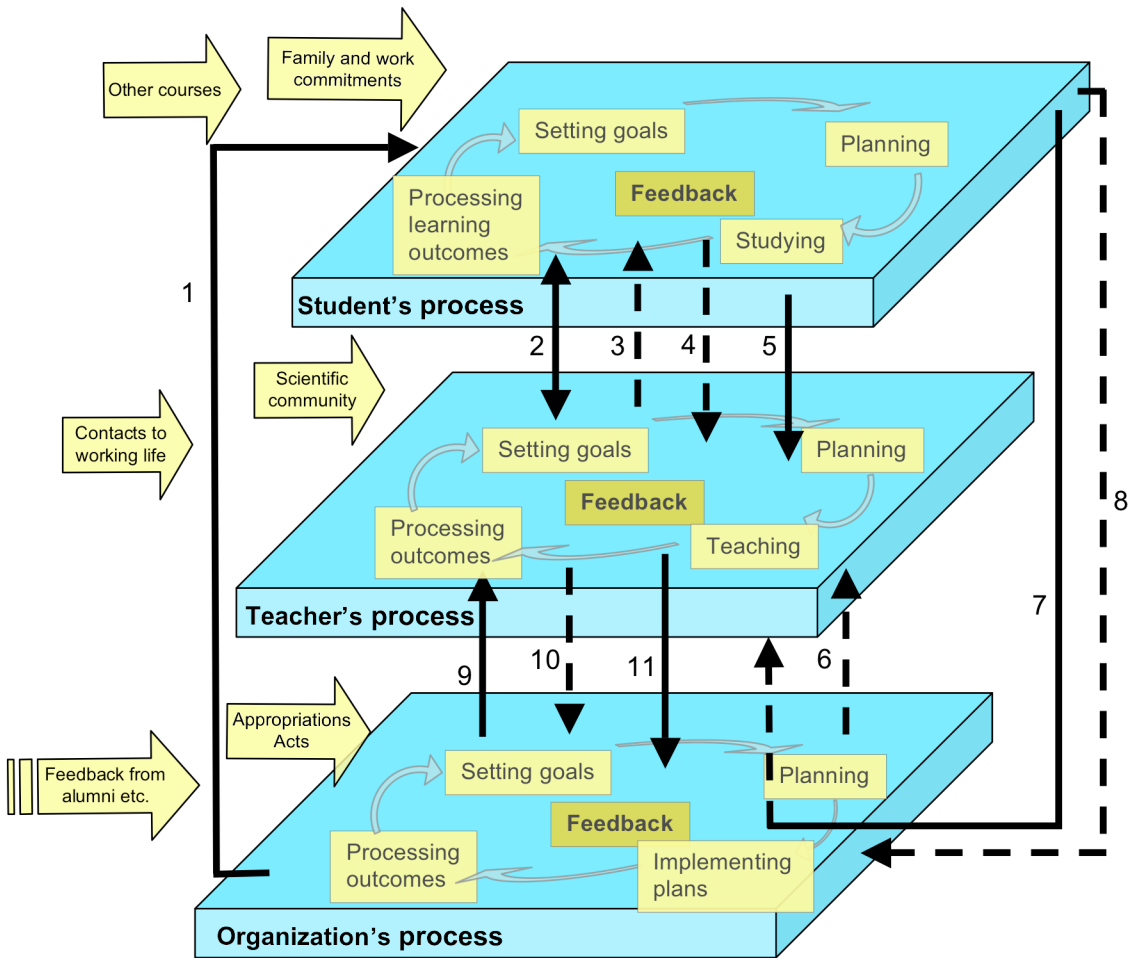 Family and work
commitments
Other courses
Setting goals
Planning
Processing
learning
outcomes
Feedback
Studying
Student's process
1
2
3
4
5
Scientific
community
Contacts to
working life
Setting goals
Planning
Feedback
Processing
outcomes
Teaching
Teacher's process
8
7
9
10
11
6
Appropriations
Acts
Feedback from
alumni etc.
Setting goals
Planning
Feedback
Processing
outcomes
Implementing
plans
Organization's process